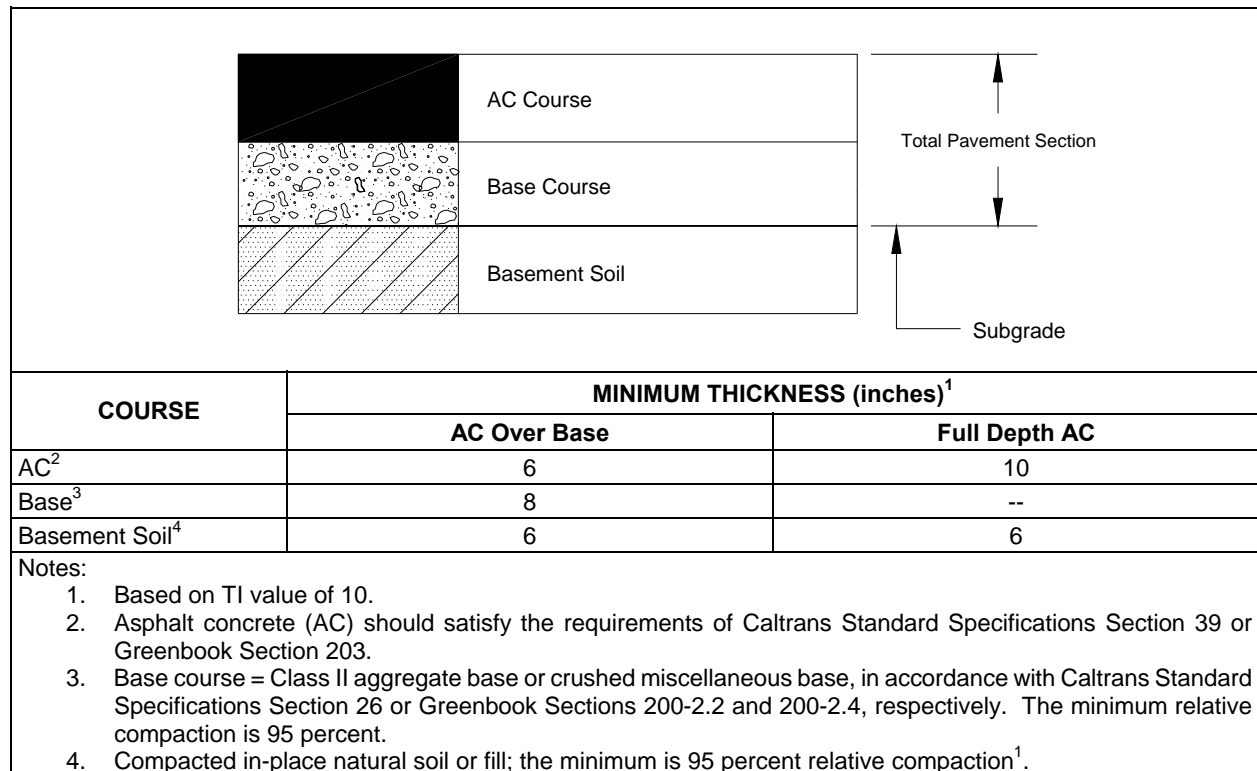 AC Course
Total Pavement Section
Base Course
Basement Soil
Subgrade
COURSE
MINIMUM THICKNESS (inches)¹
AC Over Base
Full Depth AC
AC² 6 10
Base³ 8 --
Basement Soil⁴ 6 6
Notes:
1. Based on TI value of 10.
2. Asphalt concrete (AC) should satisfy the requirements of Caltrans Standard Specifications Section 39 or
Greenbook Section 203.
3. Base course = Class II aggregate base or crushed miscellaneous base, in accordance with Caltrans Standard
Specifications Section 26 or Greenbook Sections 200-2.2 and 200-2.4, respectively. The minimum relative
compaction is 95 percent.
4. Compacted in-place natural soil or fill; the minimum is 95 percent relative compaction¹.